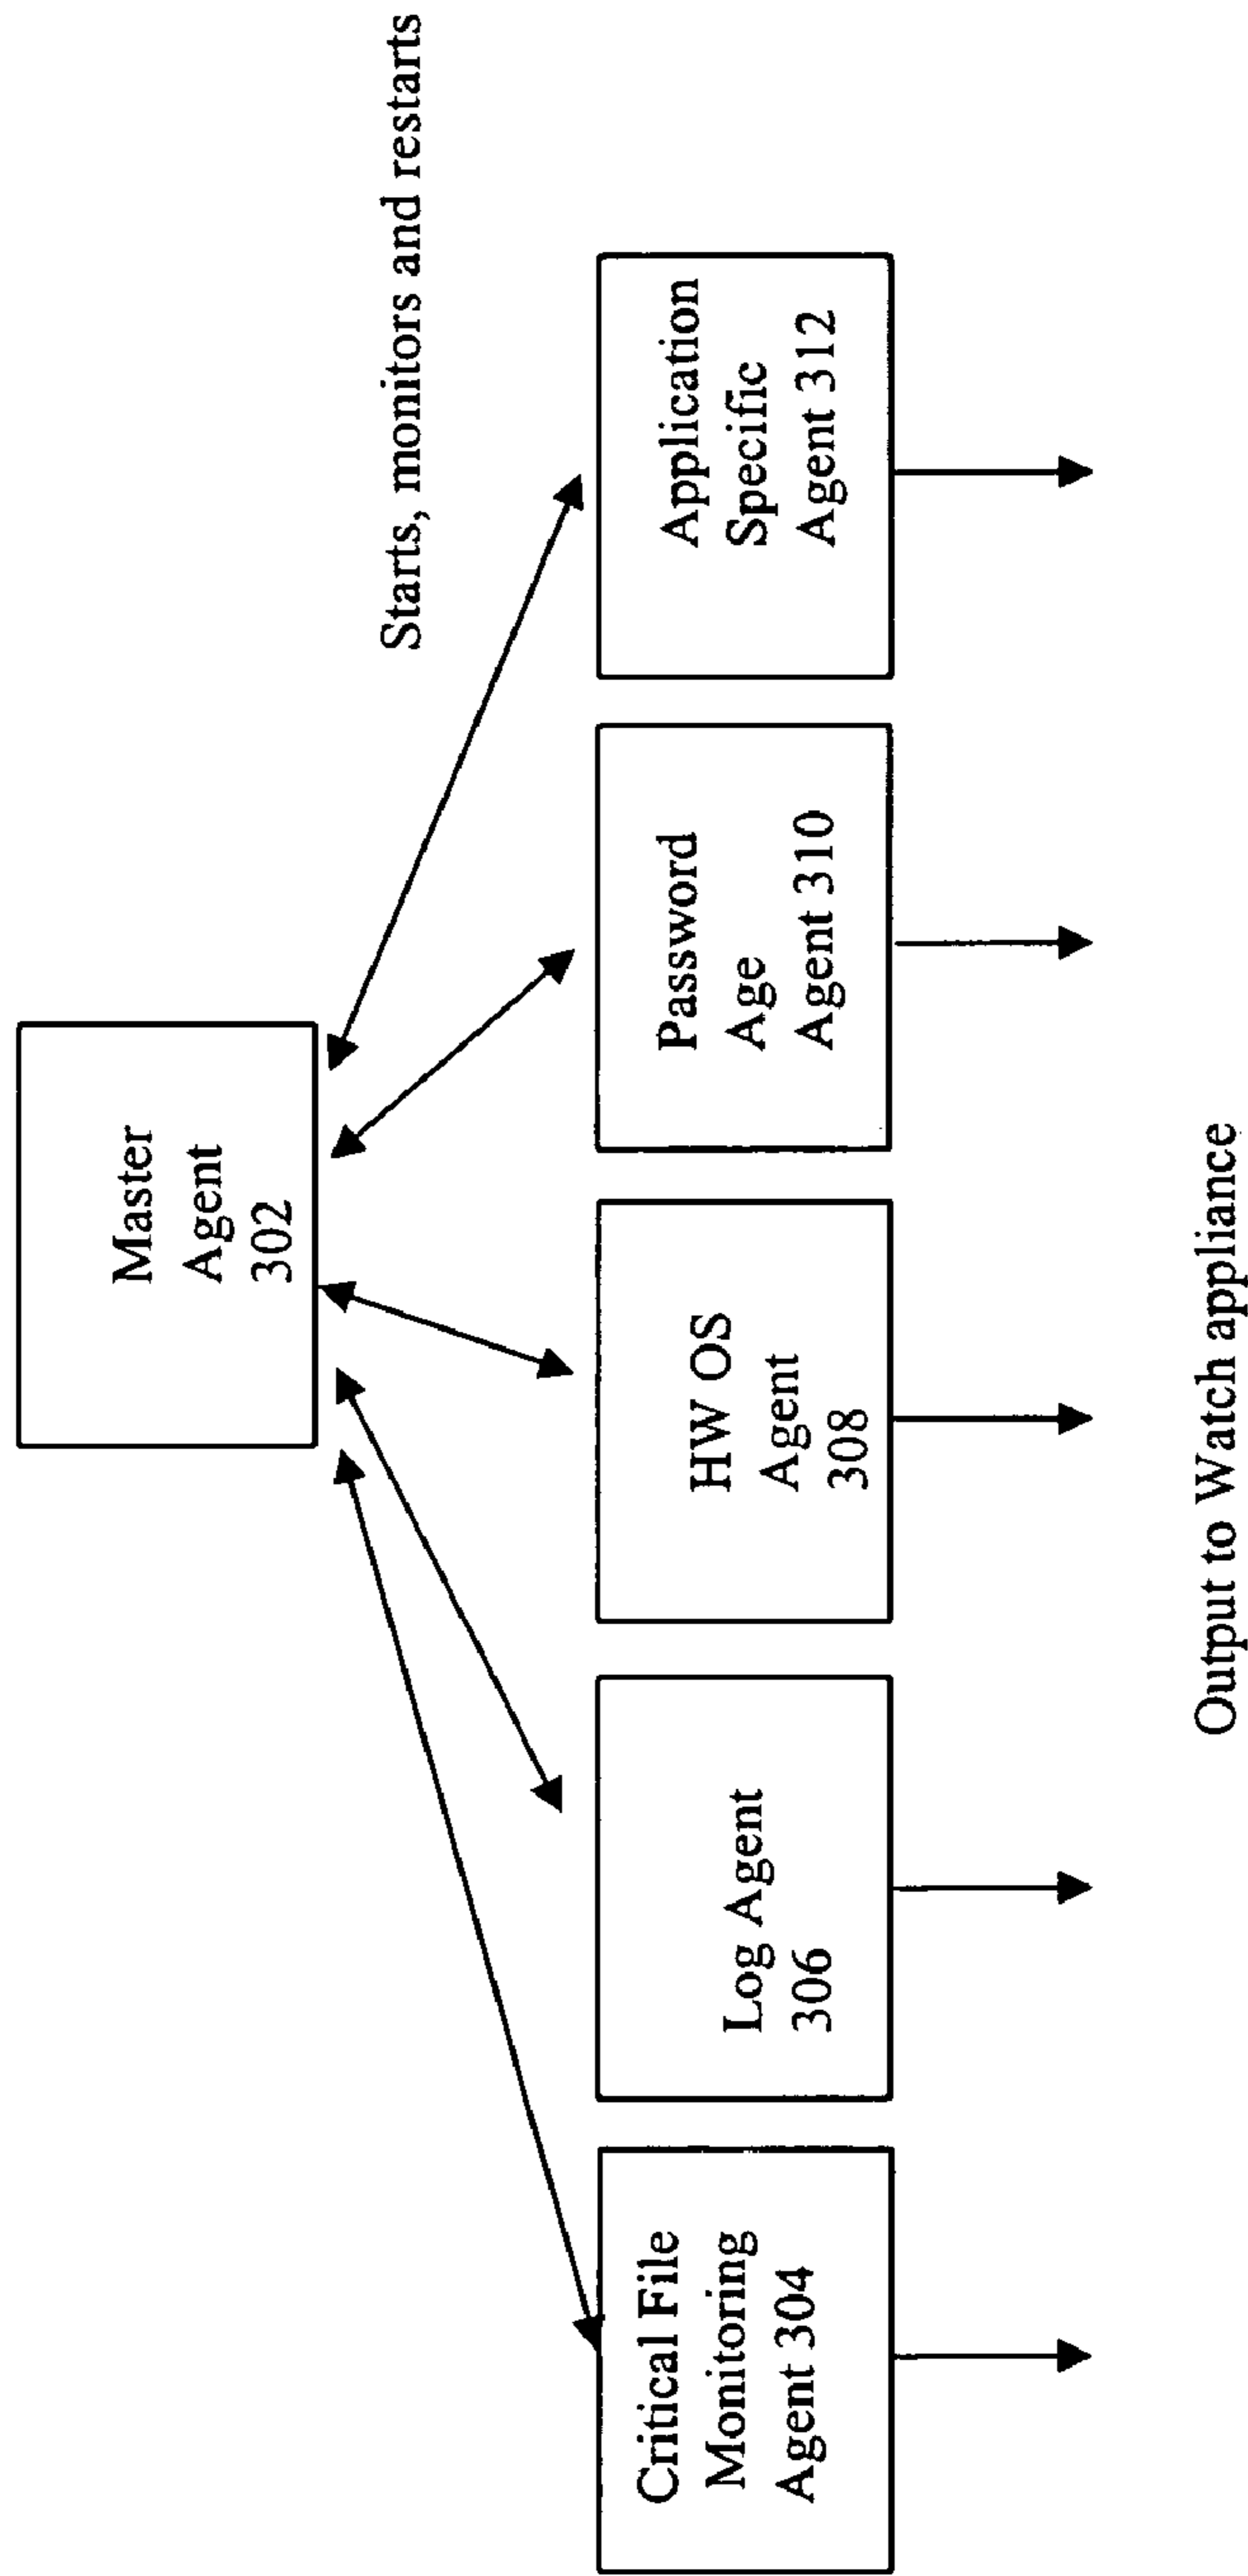 Master
Agent
302
Starts, monitors and restarts
Critical File
Monitoring
Agent 304
Log Agent
306
HW OS
Agent
308
Password
Age
Agent 310
Application
Specific
Agent 312
Output to Watch appliance